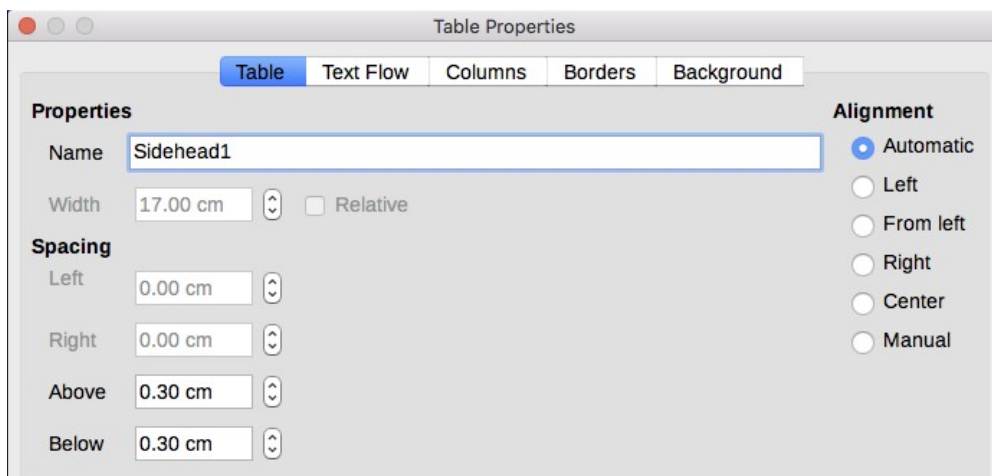 Table Properties
Table Text Flow Columns Borders Background
Properties
Name Sidehead1
Width 17.00 cm Relative
Spacing
Left 0.00 cm
Right 0.00 cm
Above 0.30 cm
Below 0.30 cm
Alignment
Automatic
Left
From left
Right
Center
Manual